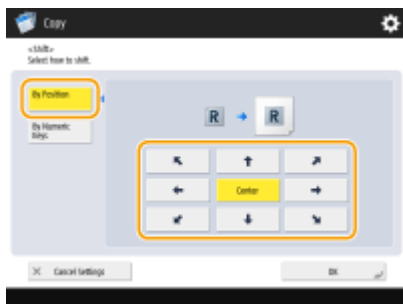 Copy
<Shift>
Select how to shift.
By Position
By Numeric
Keys
R
R
Center
Cancel Settings
OK